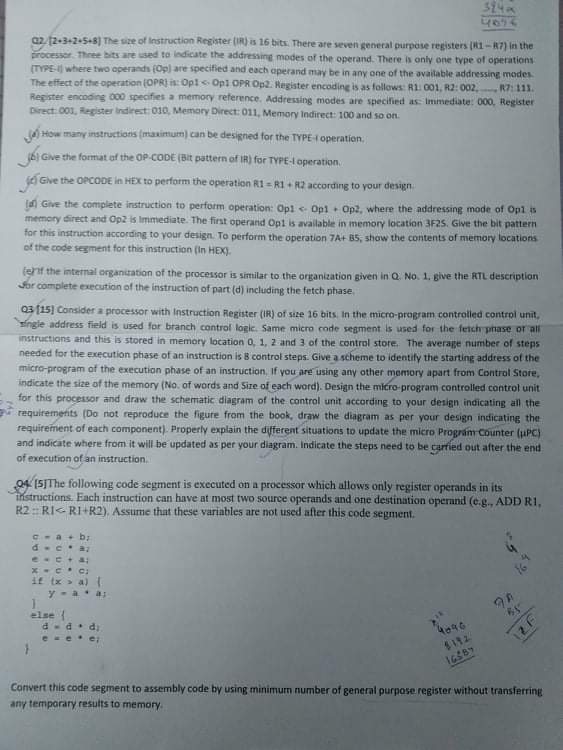 384x
4096
Q2. [2+3+2+5+8] The size of Instruction Register (IR) is 16 bits. There are seven general purpose registers (R1 – R7) in the
processor. Three bits are used to indicate the addressing modes of the operand. There is only one type of operations
(TYPE-I) where two operands (Op) are specified and each operand may be in any one of the available addressing modes.
The effect of the operation (OPR) is: Op1 <- Op1 OPR Op2. Register encoding is as follows: R1: 001, R2: 002, ....., R7: 111.
Register encoding 000 specifies a memory reference. Addressing modes are specified as: Immediate: 000, Register
Direct: 001, Register Indirect: 010, Memory Direct: 011, Memory Indirect: 100 and so on.
(a) How many instructions (maximum) can be designed for the TYPE-I operation.
(b) Give the format of the OP-CODE (Bit pattern of IR) for TYPE-I operation.
(c) Give the OPCODE in HEX to perform the operation R1 = R1 + R2 according to your design.
(d) Give the complete instruction to perform operation: Op1 <- Op1 + Op2, where the addressing mode of Op1 is
memory direct and Op2 is Immediate. The first operand Op1 is available in memory location 3F25. Give the bit pattern
for this instruction according to your design. To perform the operation 7A+ B5, show the contents of memory locations
of the code segment for this instruction (In HEX).
(e) If the internal organization of the processor is similar to the organization given in Q. No. 1, give the RTL description
for complete execution of the instruction of part (d) including the fetch phase.
Q3 [15] Consider a processor with Instruction Register (IR) of size 16 bits. In the micro-program controlled control unit,
single address field is used for branch control logic. Same micro code segment is used for the fetch phase of all
instructions and this is stored in memory location 0, 1, 2 and 3 of the control store. The average number of steps
needed for the execution phase of an instruction is 8 control steps. Give a scheme to identify the starting address of the
micro-program of the execution phase of an instruction. If you are using any other memory apart from Control Store,
indicate the size of the memory (No. of words and Size of each word). Design the micro-program controlled control unit
for this processor and draw the schematic diagram of the control unit according to your design indicating all the
requirements (Do not reproduce the figure from the book, draw the diagram as per your design indicating the
requirement of each component). Properly explain the different situations to update the micro Program Counter (μPC)
and indicate where from it will be updated as per your diagram. Indicate the steps need to be carried out after the end
of execution of an instruction.
Q4. [5]The following code segment is executed on a processor which allows only register operands in its
instructions. Each instruction can have at most two source operands and one destination operand (e.g., ADD R1,
R2 :: R1<- R1+R2). Assume that these variables are not used after this code segment.
c = a + b;
d = c * a;
e = c + a;
x = c * c;
if (x > a) {
y = a * a;
}
else {
d = d * d;
e = e * e;
}
4
16
4096
8192
7A
B5
12F
Convert this code segment to assembly code by using minimum number of general purpose register without transferring
any temporary results to memory.